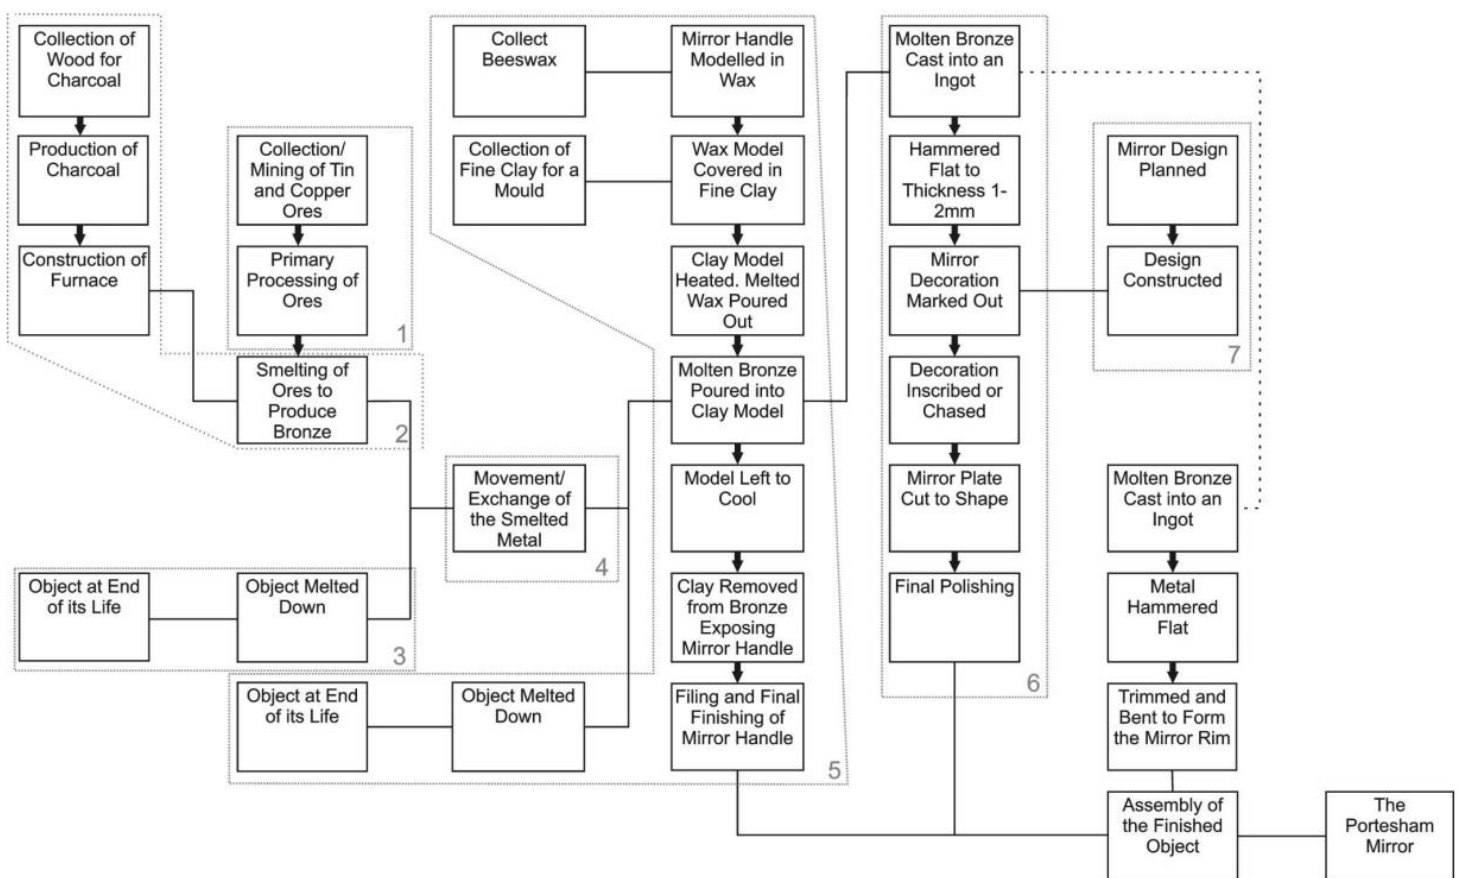 Collection of
Wood for
Charcoal
Production of
Charcoal
Construction of
Furnace
Collection/
Mining of Tin
and Copper
Ores
Primary
Processing of
Ores
1
Smelting of
Ores to
Produce
Bronze
2
Object at End
of its Life
Object Melted
Down
3
Movement/
Exchange of
the Smelted
Metal
4
Object at End
of its Life
Object Melted
Down
Collect
Beeswax
Collection of
Fine Clay for a
Mould
Mirror Handle
Modelled in
Wax
Wax Model
Covered in
Fine Clay
Clay Model
Heated. Melted
Wax Poured
Out
Molten Bronze
Poured into
Clay Model
Model Left to
Cool
Clay Removed
from Bronze
Exposing
Mirror Handle
Filing and Final
Finishing of
Mirror Handle
5
Molten Bronze
Cast into an
Ingot
Hammered
Flat to
Thickness 1-
2mm
Mirror
Decoration
Marked Out
Decoration
Inscribed or
Chased
Mirror Plate
Cut to Shape
Final Polishing
6
Mirror Design
Planned
Design
Constructed
7
Molten Bronze
Cast into an
Ingot
Metal
Hammered
Flat
Trimmed and
Bent to Form
the Mirror Rim
Assembly of
the Finished
Object
The
Portesham
Mirror